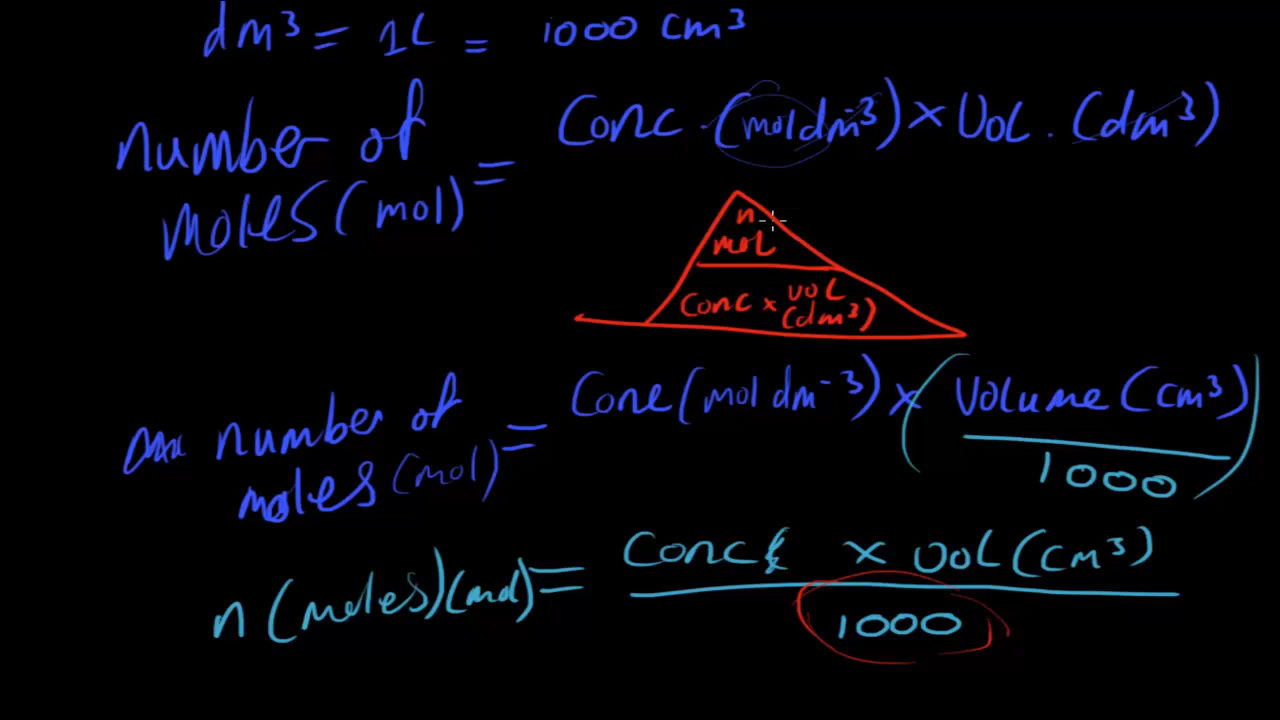 dm³ = 1L = 1000 cm³
number of moles (mol) = Conc. (mol dm⁻³) × Vol. (dm³)
n
mol
Conc × Vol (dm³)
number of moles (mol) = Conc (mol dm⁻³) × (Volume (cm³) / 1000)
n (moles) (mol) = Conc × Vol (cm³)
1000